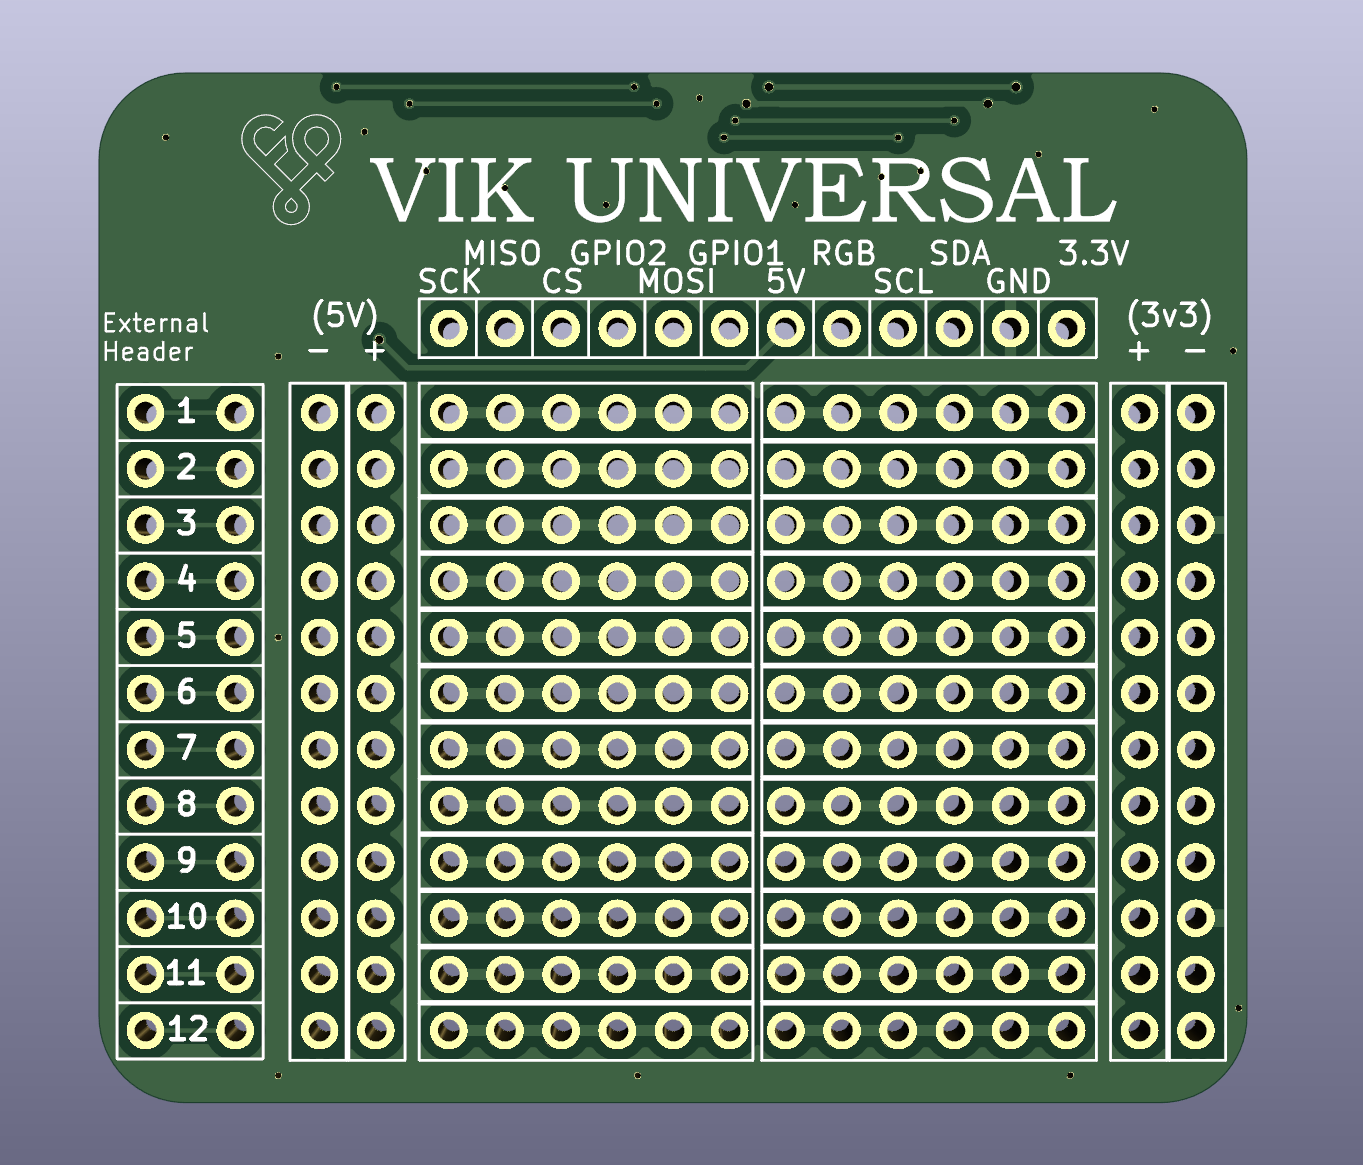 VIK UNIVERSAL
MISO GPIO2 GPIO1 RGB SDA 3.3V
SCK CS MOSI 5V SCL GND
External
Header
(5V)
- +
(3v3)
+ -
1
2
3
4
5
6
7
8
9
10
11
12